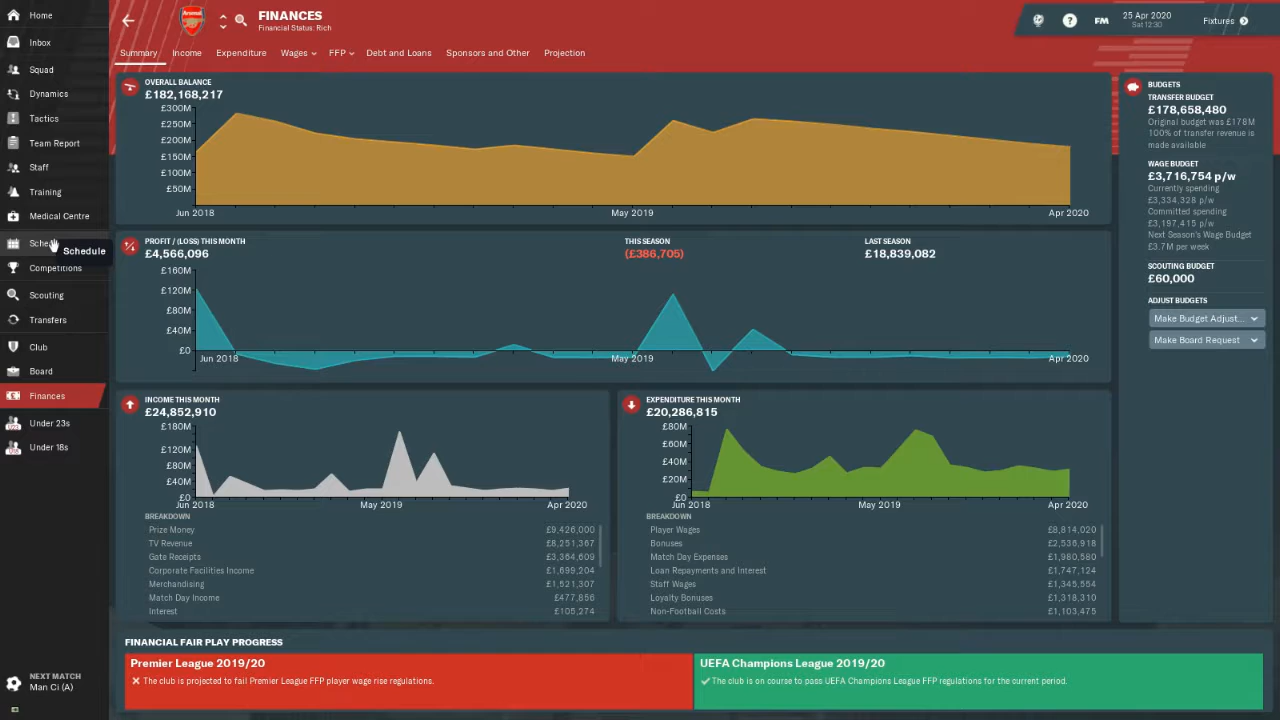 Home
Inbox
Squad
Dynamics
Tactics
Team Report
Staff
Training
Medical Centre
Sche
Schedule
Competitions
Scouting
Transfers
Club
Board
Finances
Under 23s
Under 18s
NEXT MATCH
Man Ci (A)
FINANCES
Financial Status: Rich
FM
25 Apr 2020
Sat 12:30
Fixtures
Summary
Income
Expenditure
Wages
FFP
Debt and Loans
Sponsors and Other
Projection
OVERALL BALANCE
£182,168,217
£300M
£250M
£200M
£150M
£100M
£50M
Jun 2018
May 2019
Apr 2020
PROFIT / (LOSS) THIS MONTH
£4,566,096
THIS SEASON
(£386,705)
LAST SEASON
£18,839,082
£160M
£120M
£80M
£40M
£0
Jun 2018
May 2019
Apr 2020
INCOME THIS MONTH
£24,852,910
£180M
£120M
£80M
£40M
£0
Jun 2018
May 2019
Apr 2020
BREAKDOWN
Prize Money £9,426,000
TV Revenue £8,251,367
Gate Receipts £3,364,609
Corporate Facilities Income £1,699,204
Merchandising £1,521,307
Match Day Income £477,856
Interest £105,274
EXPENDITURE THIS MONTH
£20,286,815
£80M
£60M
£40M
£20M
£0
Jun 2018
May 2019
Apr 2020
BREAKDOWN
Player Wages £8,814,020
Bonuses £2,536,918
Match Day Expenses £1,980,580
Loan Repayments and Interest £1,747,124
Staff Wages £1,345,554
Loyalty Bonuses £1,318,310
Non-Football Costs £1,103,475
BUDGETS
TRANSFER BUDGET
£178,658,480
Original budget was £178M
100% of transfer revenue is
made available
WAGE BUDGET
£3,716,754 p/w
Currently spending
£3,334,328 p/w
Committed spending
£3,197,415 p/w
Next Season's Wage Budget
£3.7M per week
SCOUTING BUDGET
£60,000
ADJUST BUDGETS
Make Budget Adjust...
Make Board Request
FINANCIAL FAIR PLAY PROGRESS
Premier League 2019/20
The club is projected to fail Premier League FFP player wage rise regulations.
UEFA Champions League 2019/20
The club is on course to pass UEFA Champions League FFP regulations for the current period.